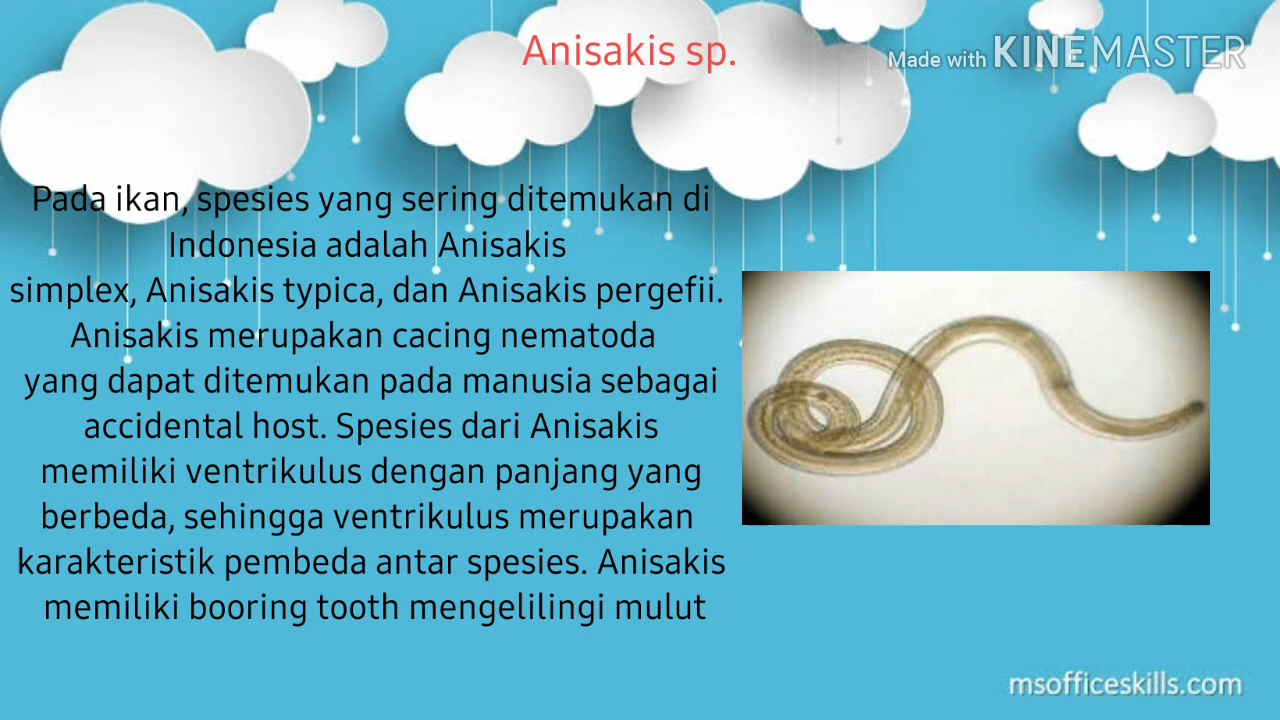 Anisakis sp.
Made with KINEMASTER
Pada ikan, spesies yang sering ditemukan di
Indonesia adalah Anisakis
simplex, Anisakis typica, dan Anisakis pergefii.
Anisakis merupakan cacing nematoda
yang dapat ditemukan pada manusia sebagai
accidental host. Spesies dari Anisakis
memiliki ventrikulus dengan panjang yang
berbeda, sehingga ventrikulus merupakan
karakteristik pembeda antar spesies. Anisakis
memiliki booring tooth mengelilingi mulut
msofficeskills.com